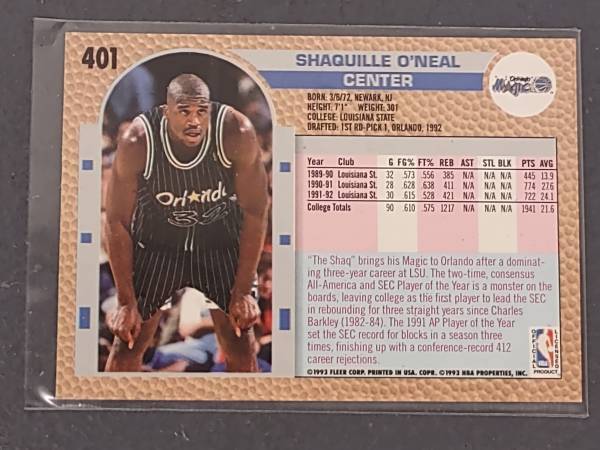 401
SHAQUILLE O'NEAL
CENTER
Orlando
MAGIC
BORN: 3/6/72, NEWARK, NJ
HEIGHT: 7'1" WEIGHT: 301
COLLEGE: LOUISIANA STATE
DRAFTED: 1ST RD-PICK 1, ORLANDO, 1992
Year Club G FG% FT% REB AST STL BLK PTS AVG
1989-90 Louisiana St. 32 .573 .556 385 N/A N/A N/A 445 13.9
1990-91 Louisiana St. 28 .628 .638 411 N/A N/A N/A 774 27.6
1991-92 Louisiana St. 30 .615 .528 421 N/A N/A N/A 722 24.1
College Totals 90 .610 .575 1217 N/A N/A N/A 1941 21.6
Orlando
32
"The Shaq" brings his Magic to Orlando after a dominat-
ing three-year career at LSU. The two-time, consensus
All-America and SEC Player of the Year is a monster on the
boards, leaving college as the first player to lead the SEC
in rebounding for three straight years since Charles
Barkley (1982-84). The 1991 AP Player of the Year
set the SEC record for blocks in a season three
times, finishing up with a conference-record 412
career rejections.
OFFICIAL LICENSED
NBA
PRODUCT
©1993 FLEER CORP. PRINTED IN USA. COPR. ©1993 NBA PROPERTIES, INC.